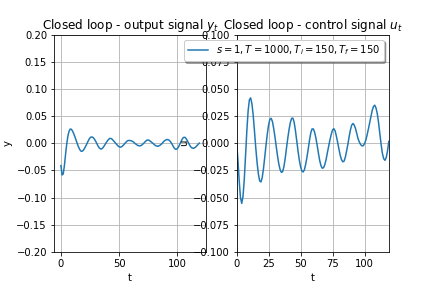 Closed loop - output signal y_t
Closed loop - control signal u_t
s = 1, T = 1000, T_i = 150, T_r = 150
0.20
0.15
0.10
0.05
0.00
−0.05
−0.10
−0.15
−0.20
y
0 50 100
t
0.100
0.075
0.050
0.025
0.000
−0.025
−0.050
−0.075
−0.100
u
0 25 50 75 100
t